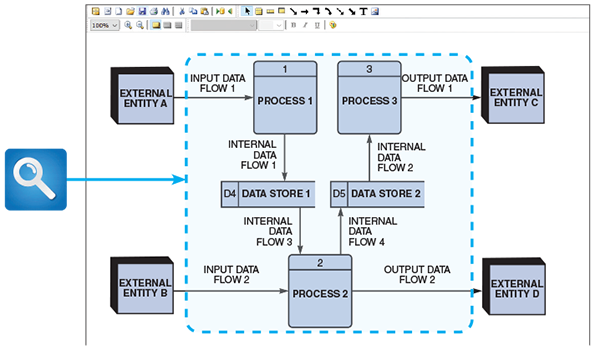 100%
B I U
1
3
INPUT DATA
FLOW 1
OUTPUT DATA
FLOW 1
EXTERNAL
ENTITY A
PROCESS 1
PROCESS 3
EXTERNAL
ENTITY C
INTERNAL
DATA
FLOW 1
INTERNAL
DATA
FLOW 2
D4 DATA STORE 1
D5 DATA STORE 2
INTERNAL
DATA
FLOW 3
INTERNAL
DATA
FLOW 4
2
INPUT DATA
FLOW 2
OUTPUT DATA
FLOW 2
EXTERNAL
ENTITY B
PROCESS 2
EXTERNAL
ENTITY D